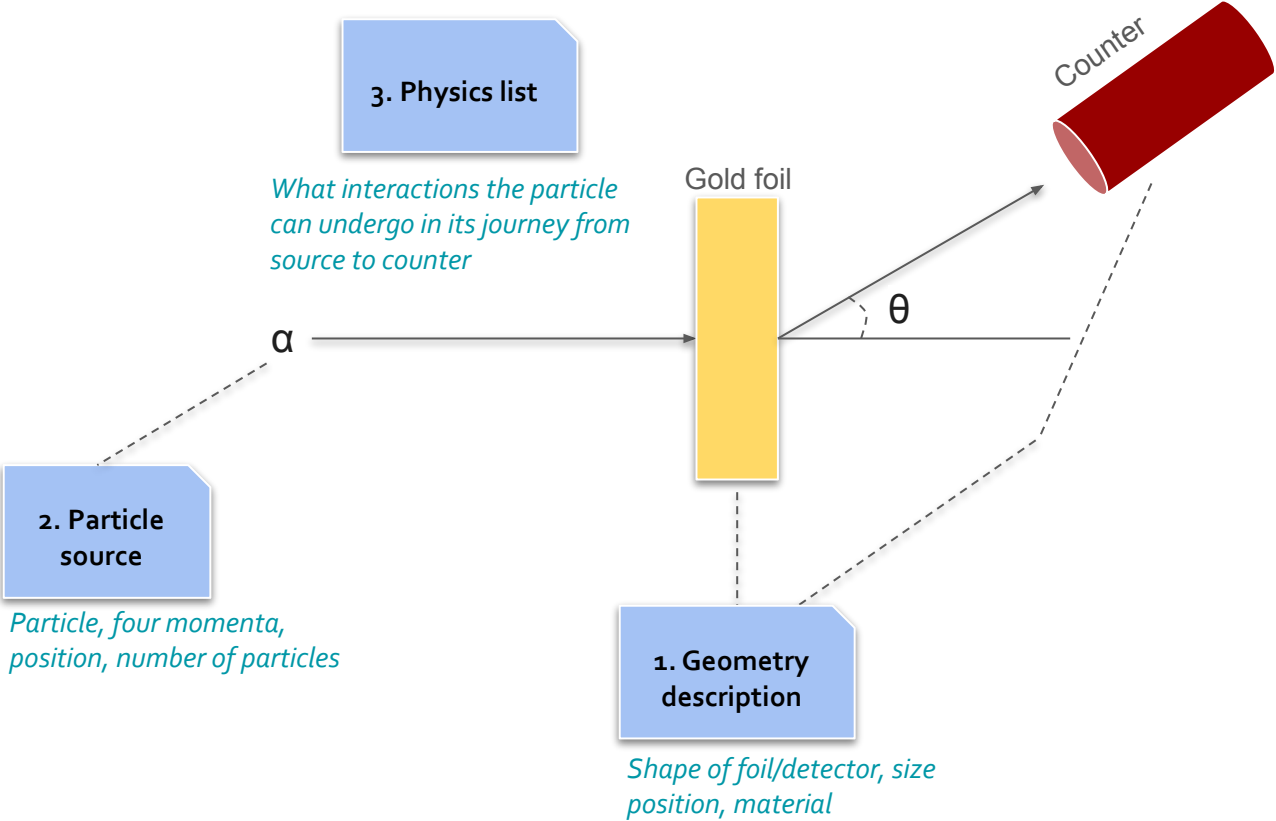 Counter
3. Physics list
What interactions the particle
can undergo in its journey from
source to counter
Gold foil
α
θ
2. Particle
source
Particle, four momenta,
position, number of particles
1. Geometry
description
Shape of foil/detector, size
position, material